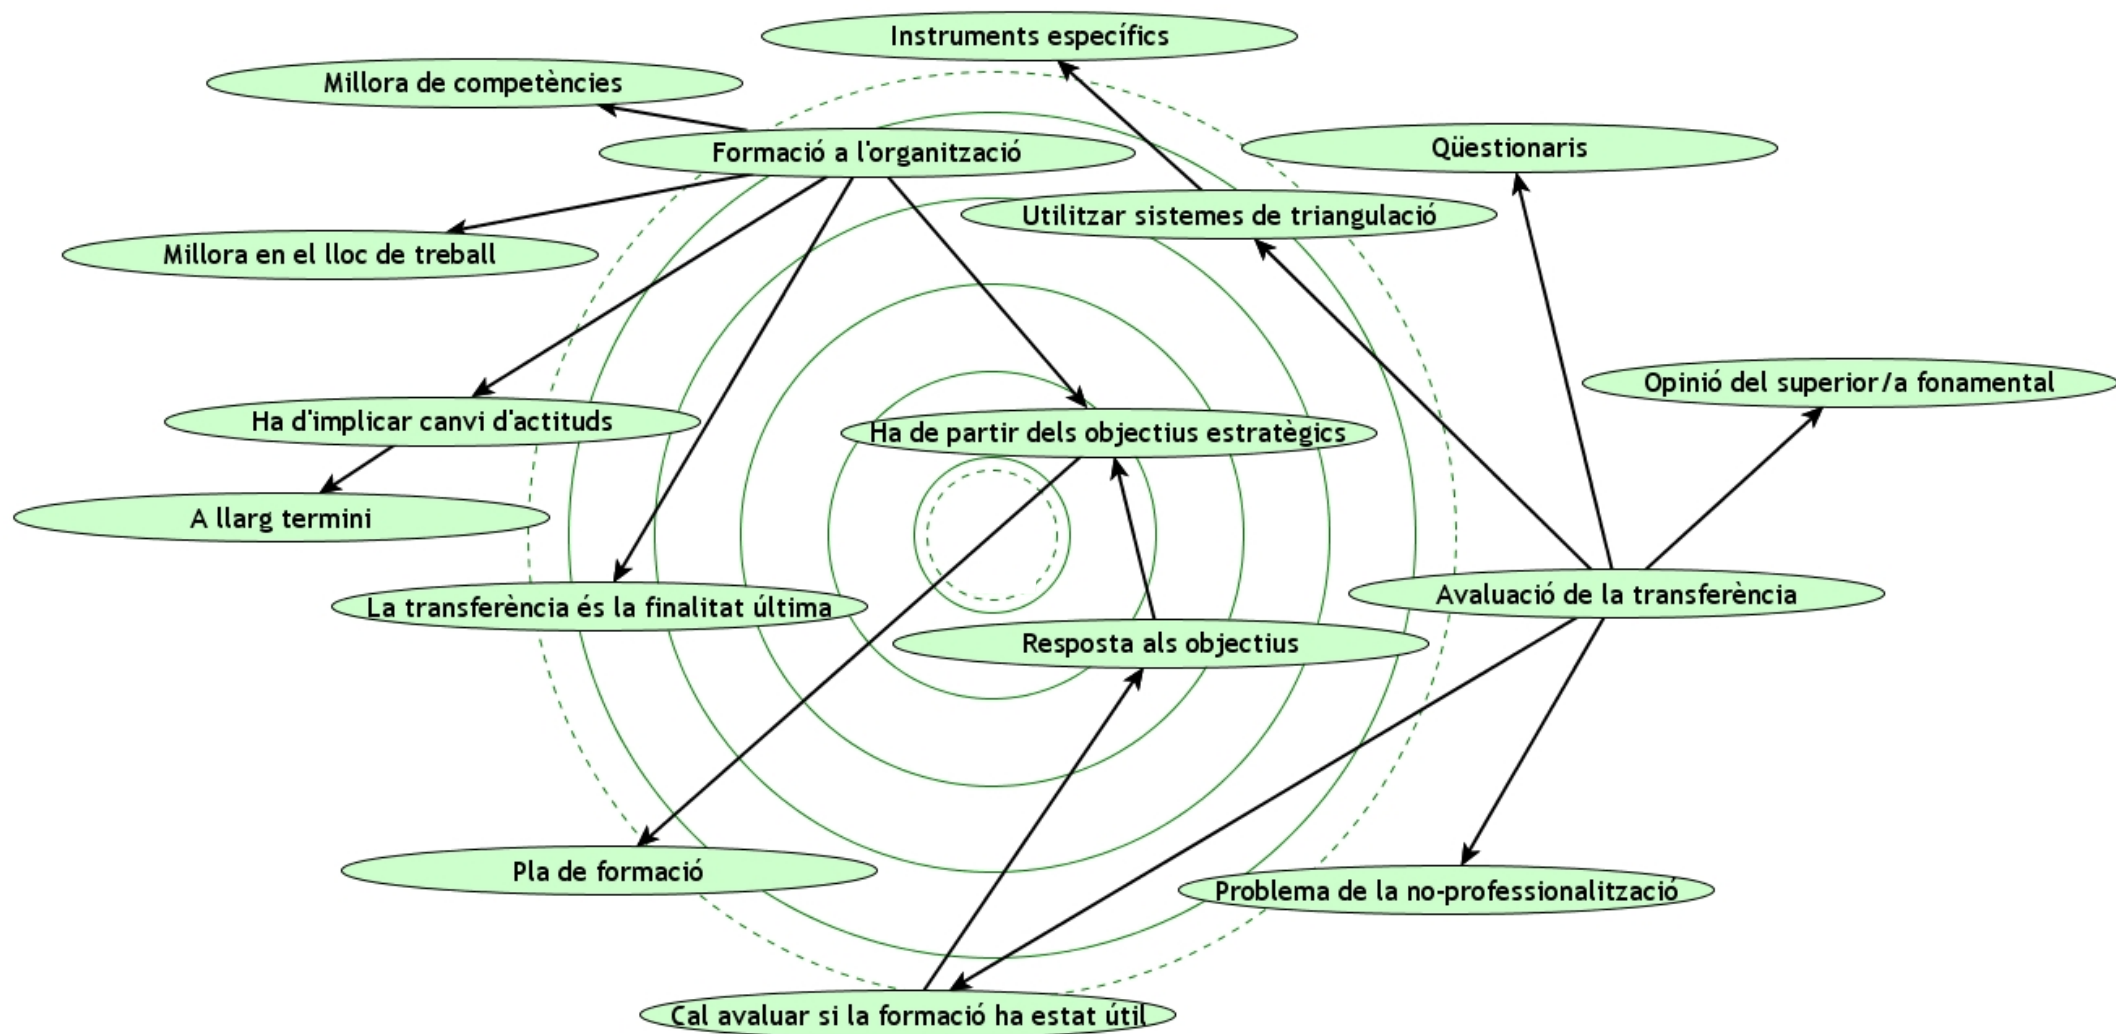 Instruments específics
Millora de competències
Formació a l'organització
Qüestionaris
Utilitzar sistemes de triangulació
Millora en el lloc de treball
Opinió del superior/a fonamental
Ha d'implicar canvi d'actituds
Ha de partir dels objectius estratègics
A llarg termini
La transferència és la finalitat última
Avaluació de la transferència
Resposta als objectius
Pla de formació
Problema de la no-professionalització
Cal avaluar si la formació ha estat útil